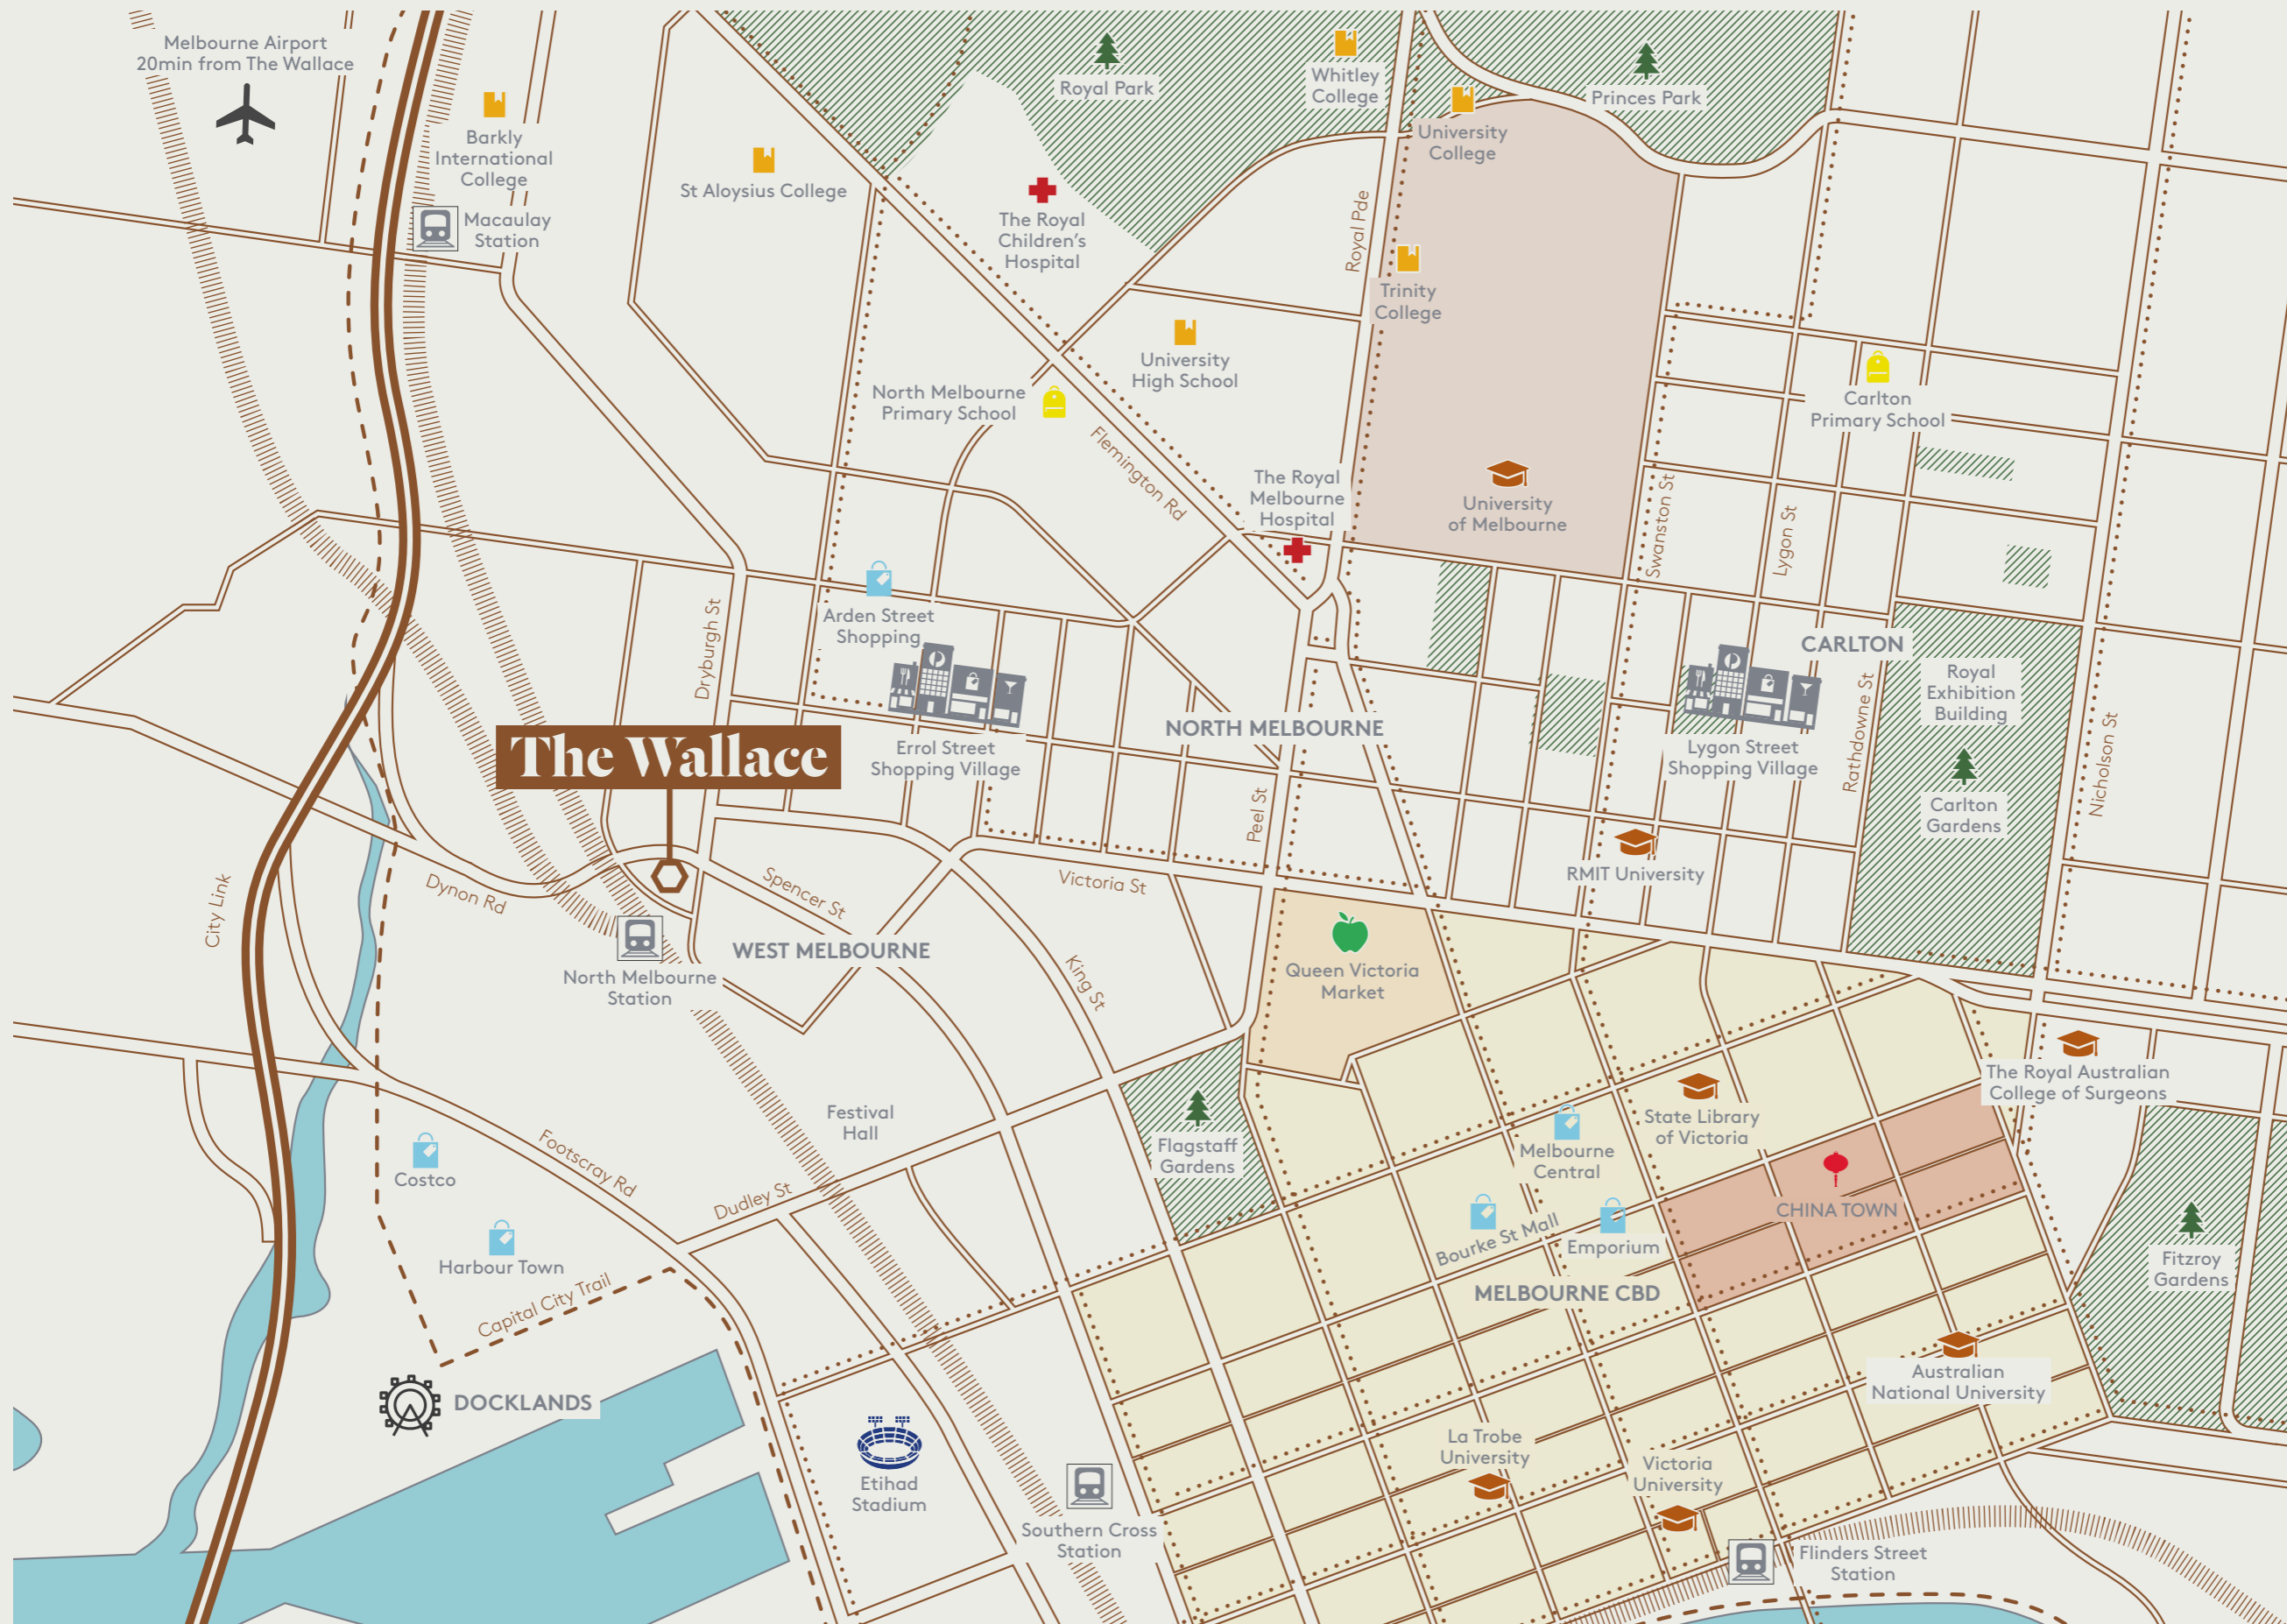 Melbourne Airport
20min from The Wallace
Barkly
International
College
Macaulay
Station
St Aloysius College
Royal Park
Whitley
College
University
College
Princes Park
The Royal
Children's
Hospital
Royal Pde
Trinity
College
University
High School
North Melbourne
Primary School
Flemington Rd
Carlton
Primary School
The Royal
Melbourne
Hospital
University
of Melbourne
Swanston St
Lygon St
Arden Street
Shopping
Dryburgh St
CARLTON
Royal
Exhibition
Building
Rathdowne St
Nicholson St
NORTH MELBOURNE
The Wallace
Errol Street
Shopping Village
Lygon Street
Shopping Village
Peel St
Carlton
Gardens
RMIT University
City Link
Dynon Rd
Spencer St
Victoria St
WEST MELBOURNE
North Melbourne
Station
King St
Queen Victoria
Market
The Royal Australian
College of Surgeons
Festival
Hall
Flagstaff
Gardens
State Library
of Victoria
Melbourne
Central
Costco
Footscray Rd
Dudley St
CHINA TOWN
Bourke St Mall
Emporium
Harbour Town
Fitzroy
Gardens
Capital City Trail
MELBOURNE CBD
DOCKLANDS
Australian
National University
La Trobe
University
Victoria
University
Etihad
Stadium
Southern Cross
Station
Flinders Street
Station